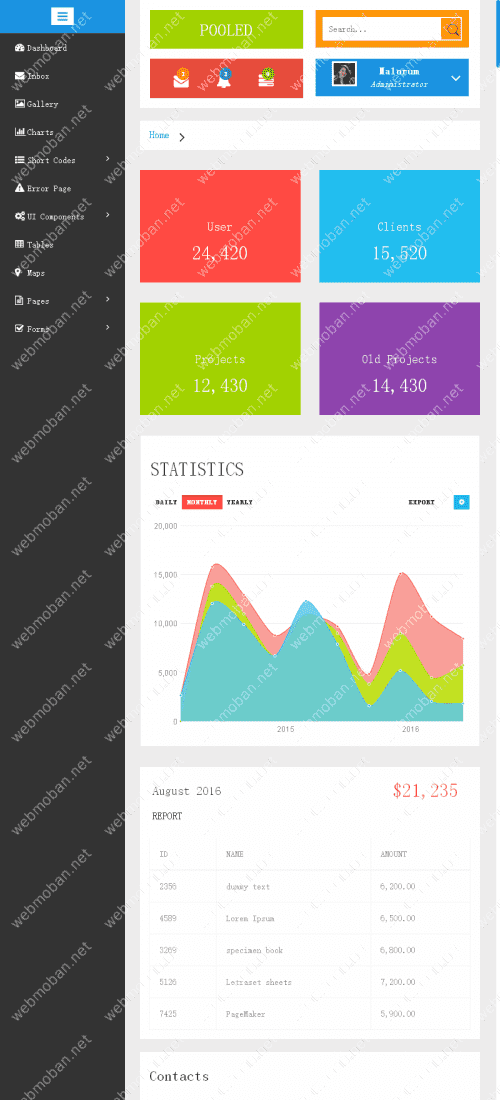 POOLED
Search...
3
3
9
Malorum
Administrator
Dashboard
Inbox
Gallery
Charts
Short Codes
Error Page
UI Components
Tables
Maps
Pages
Forms
Home
User
24,420
Clients
15,520
Projects
12,430
Old Projects
14,430
STATISTICS
DAILY MONTHLY YEARLY EXPORT
20,000
15,000
10,000
5,000
0
2015 2016
August 2016 $21,235
REPORT
ID NAME AMOUNT
2356 dummy text 6,200.00
4589 Lorem Ipsum 6,500.00
3269 specimen book 6,800.00
5126 Letraset sheets 7,200.00
7425 PageMaker 5,900.00
Contacts
webmoban.net